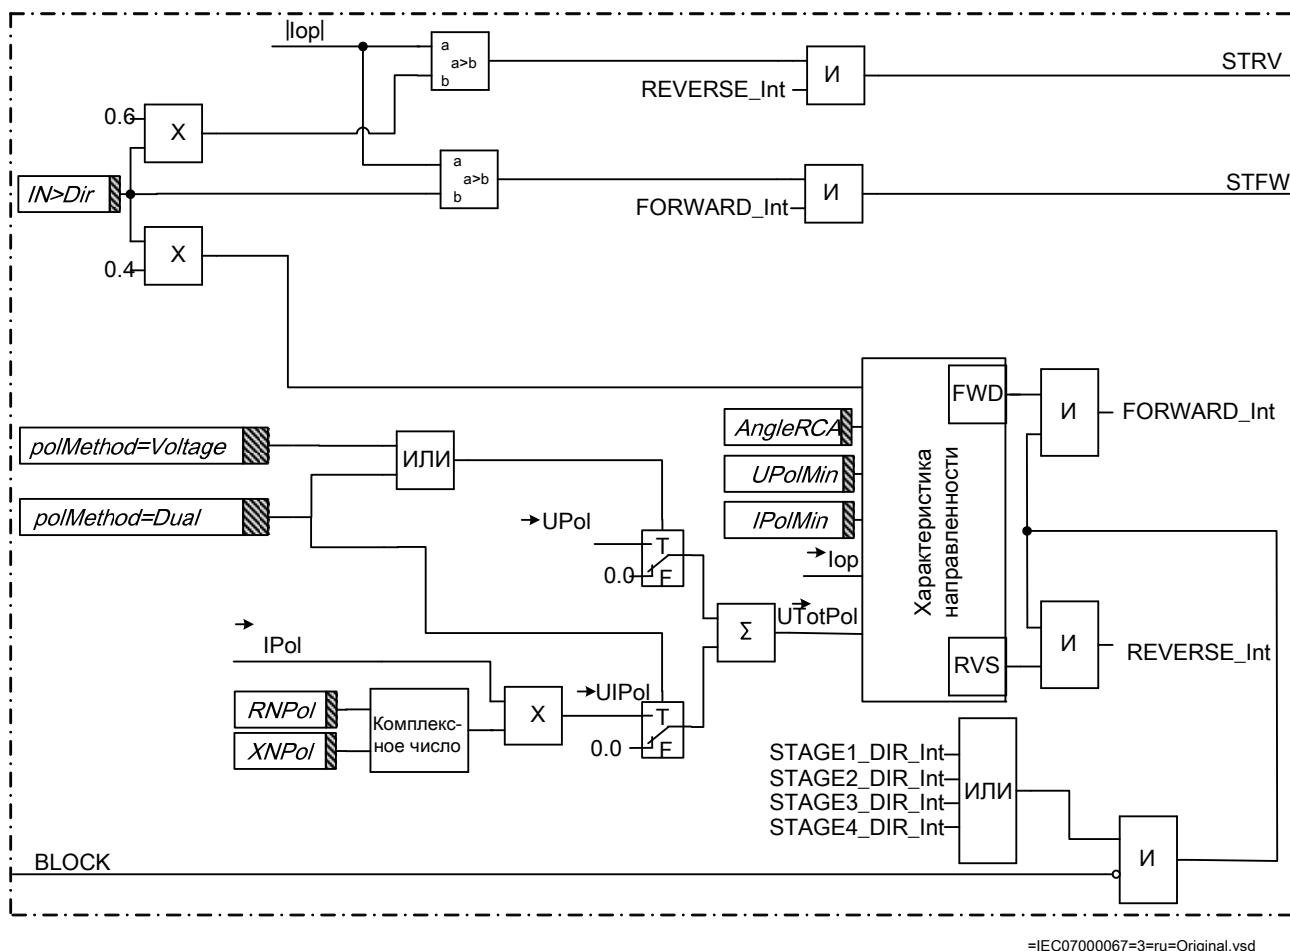 |Iop|
a
a>b
b
И
STRV
REVERSE_Int
0.6
X
IN>Dir
a
a>b
b
И
STFW
FORWARD_Int
X
0.4
FWD
И
FORWARD_Int
AngleRCA
polMethod=Voltage
ИЛИ
UPolMin
polMethod=Dual
IPolMin
Характеристика
направленности
UPol
T
0.0
F
Iop
UTotPol
Σ
IPol
И
REVERSE_Int
RVS
UIPol
RNPol
Комплекс-
ное число
X
T
XNPol
0.0
F
STAGE1_DIR_Int
STAGE2_DIR_Int
STAGE3_DIR_Int
STAGE4_DIR_Int
ИЛИ
И
BLOCK
=IEC07000067=3=ru=Original.vsd